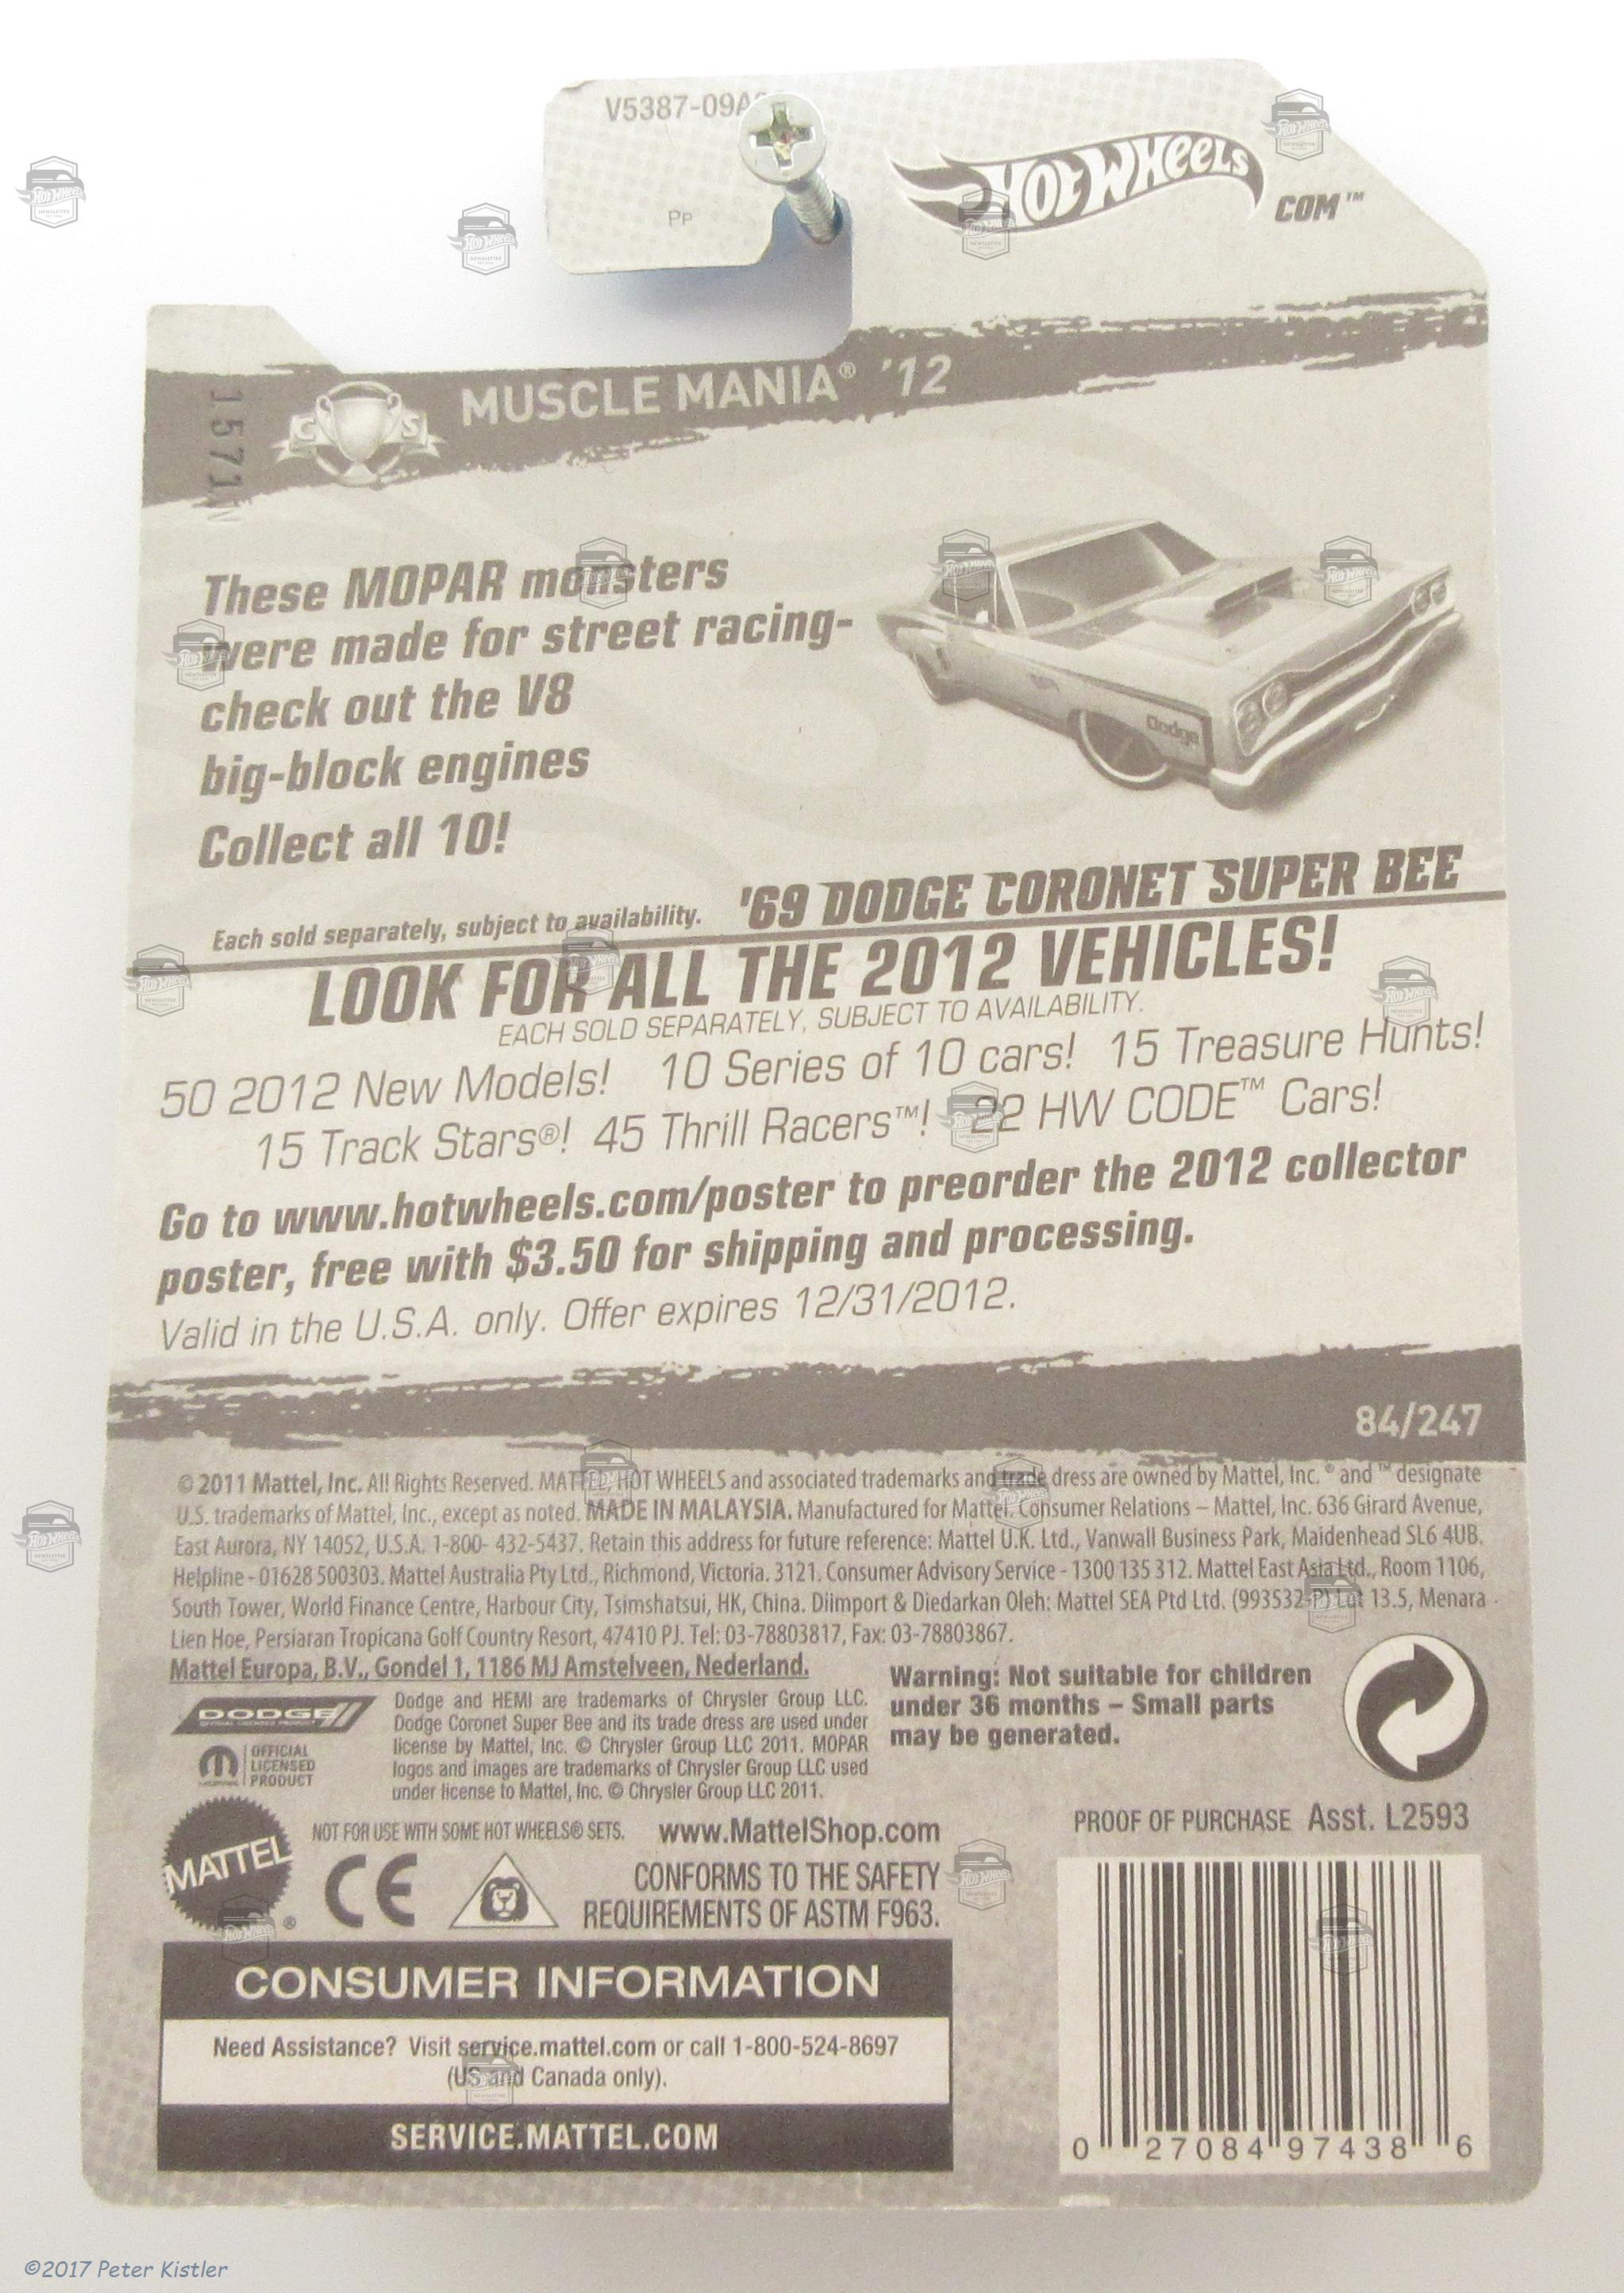 V5387-09A
Pp
Hot Wheels
COM™
MUSCLE MANIA® '12
1571
C S
These MOPAR monsters
were made for street racing-
check out the V8
big-block engines
Collect all 10!
Dodge
Each sold separately, subject to availability.
'69 DODGE CORONET SUPER BEE
LOOK FOR ALL THE 2012 VEHICLES!
EACH SOLD SEPARATELY, SUBJECT TO AVAILABILITY.
50 2012 New Models! 10 Series of 10 cars! 15 Treasure Hunts!
15 Track Stars®! 45 Thrill Racers™! 22 HW CODE™ Cars!
Go to www.hotwheels.com/poster to preorder the 2012 collector
poster, free with $3.50 for shipping and processing.
Valid in the U.S.A. only. Offer expires 12/31/2012.
84/247
© 2011 Mattel, Inc. All Rights Reserved. MATTEL, HOT WHEELS and associated trademarks and trade dress are owned by Mattel, Inc. ® and ™ designate
U.S. trademarks of Mattel, Inc., except as noted. MADE IN MALAYSIA. Manufactured for Mattel. Consumer Relations – Mattel, Inc. 636 Girard Avenue,
East Aurora, NY 14052, U.S.A. 1-800- 432-5437. Retain this address for future reference: Mattel U.K. Ltd., Vanwall Business Park, Maidenhead SL6 4UB.
Helpline - 01628 500303. Mattel Australia Pty Ltd., Richmond, Victoria. 3121. Consumer Advisory Service - 1300 135 312. Mattel East Asia Ltd., Room 1106,
South Tower, World Finance Centre, Harbour City, Tsimshatsui, HK, China. Diimport & Diedarkan Oleh: Mattel SEA Ptd Ltd. (993532-P) Lot 13.5, Menara
Lien Hoe, Persiaran Tropicana Golf Country Resort, 47410 PJ. Tel: 03-78803817, Fax: 03-78803867.
Mattel Europa, B.V., Gondel 1, 1186 MJ Amstelveen, Nederland.
DODGE
OFFICIAL LICENSED PRODUCT
MOPAR
OFFICIAL
LICENSED
PRODUCT
Dodge and HEMI are trademarks of Chrysler Group LLC.
Dodge Coronet Super Bee and its trade dress are used under
license by Mattel, Inc. © Chrysler Group LLC 2011. MOPAR
logos and images are trademarks of Chrysler Group LLC used
under license to Mattel, Inc. © Chrysler Group LLC 2011.
Warning: Not suitable for children
under 36 months – Small parts
may be generated.
MATTEL®
NOT FOR USE WITH SOME HOT WHEELS® SETS.
www.MattelShop.com
CE
CONFORMS TO THE SAFETY
REQUIREMENTS OF ASTM F963.
PROOF OF PURCHASE Asst. L2593
CONSUMER INFORMATION
Need Assistance? Visit service.mattel.com or call 1-800-524-8697
(US and Canada only).
SERVICE.MATTEL.COM
0 27084 97438 6
©2017 Peter Kistler